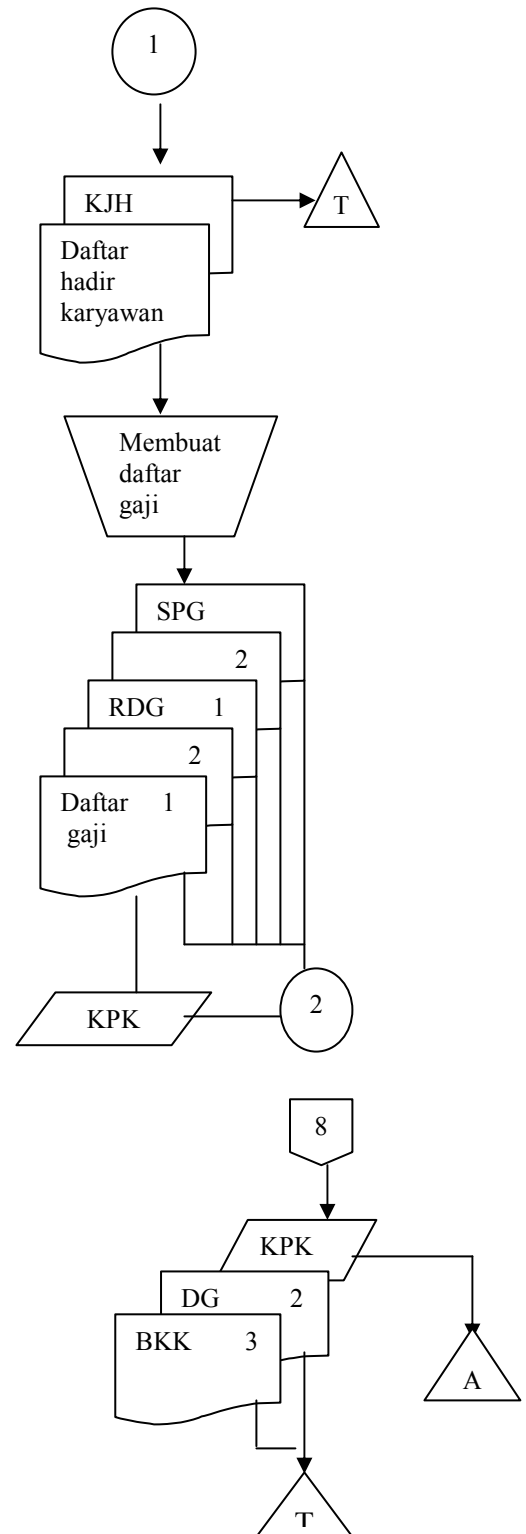 1
KJH
T
Daftar
hadir
karyawan
Membuat
daftar
gaji
SPG
2
RDG 1
2
Daftar 1
gaji
KPK
2
8
KPK
DG 2
BKK 3
A
T